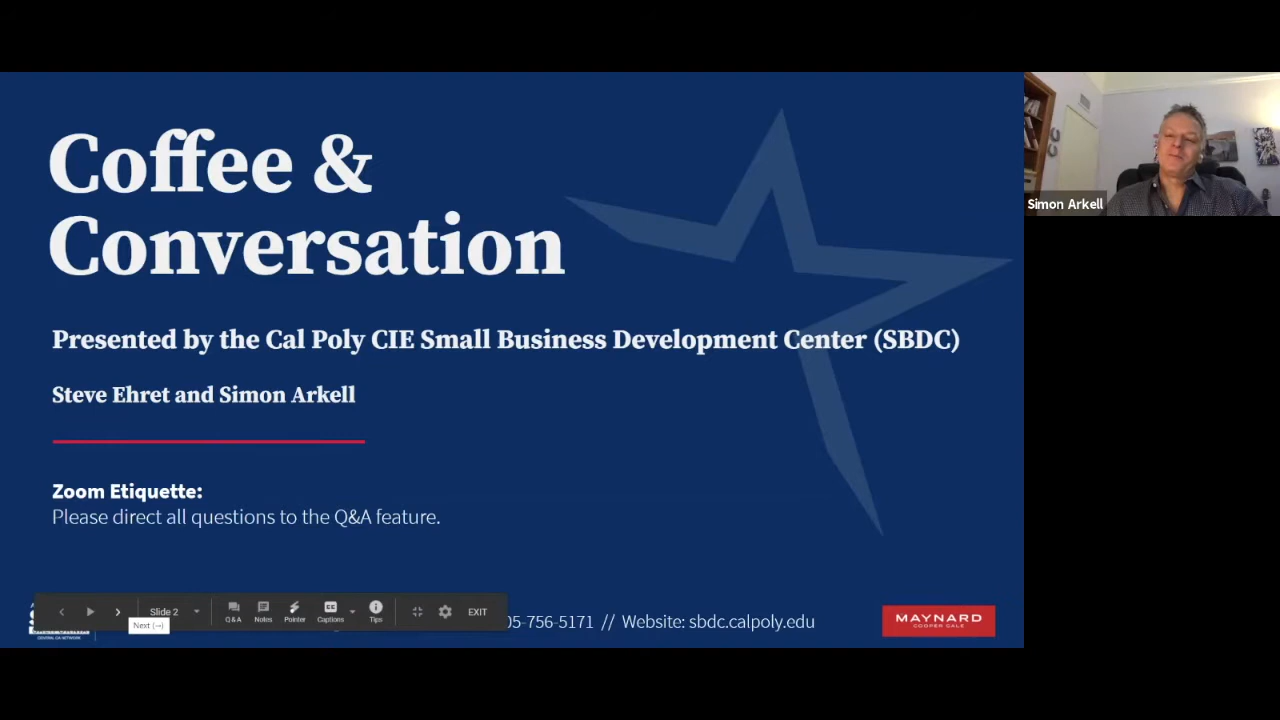 Coffee &
Conversation
Presented by the Cal Poly CIE Small Business Development Center (SBDC)
Steve Ehret and Simon Arkell
Zoom Etiquette:
Please direct all questions to the Q&A feature.
Simon Arkell
Slide 2
Q&A Notes Pointer Captions Tips
EXIT
Next (→)
05-756-5171 // Website: sbdc.calpoly.edu
MAYNARD
COOPER GALE